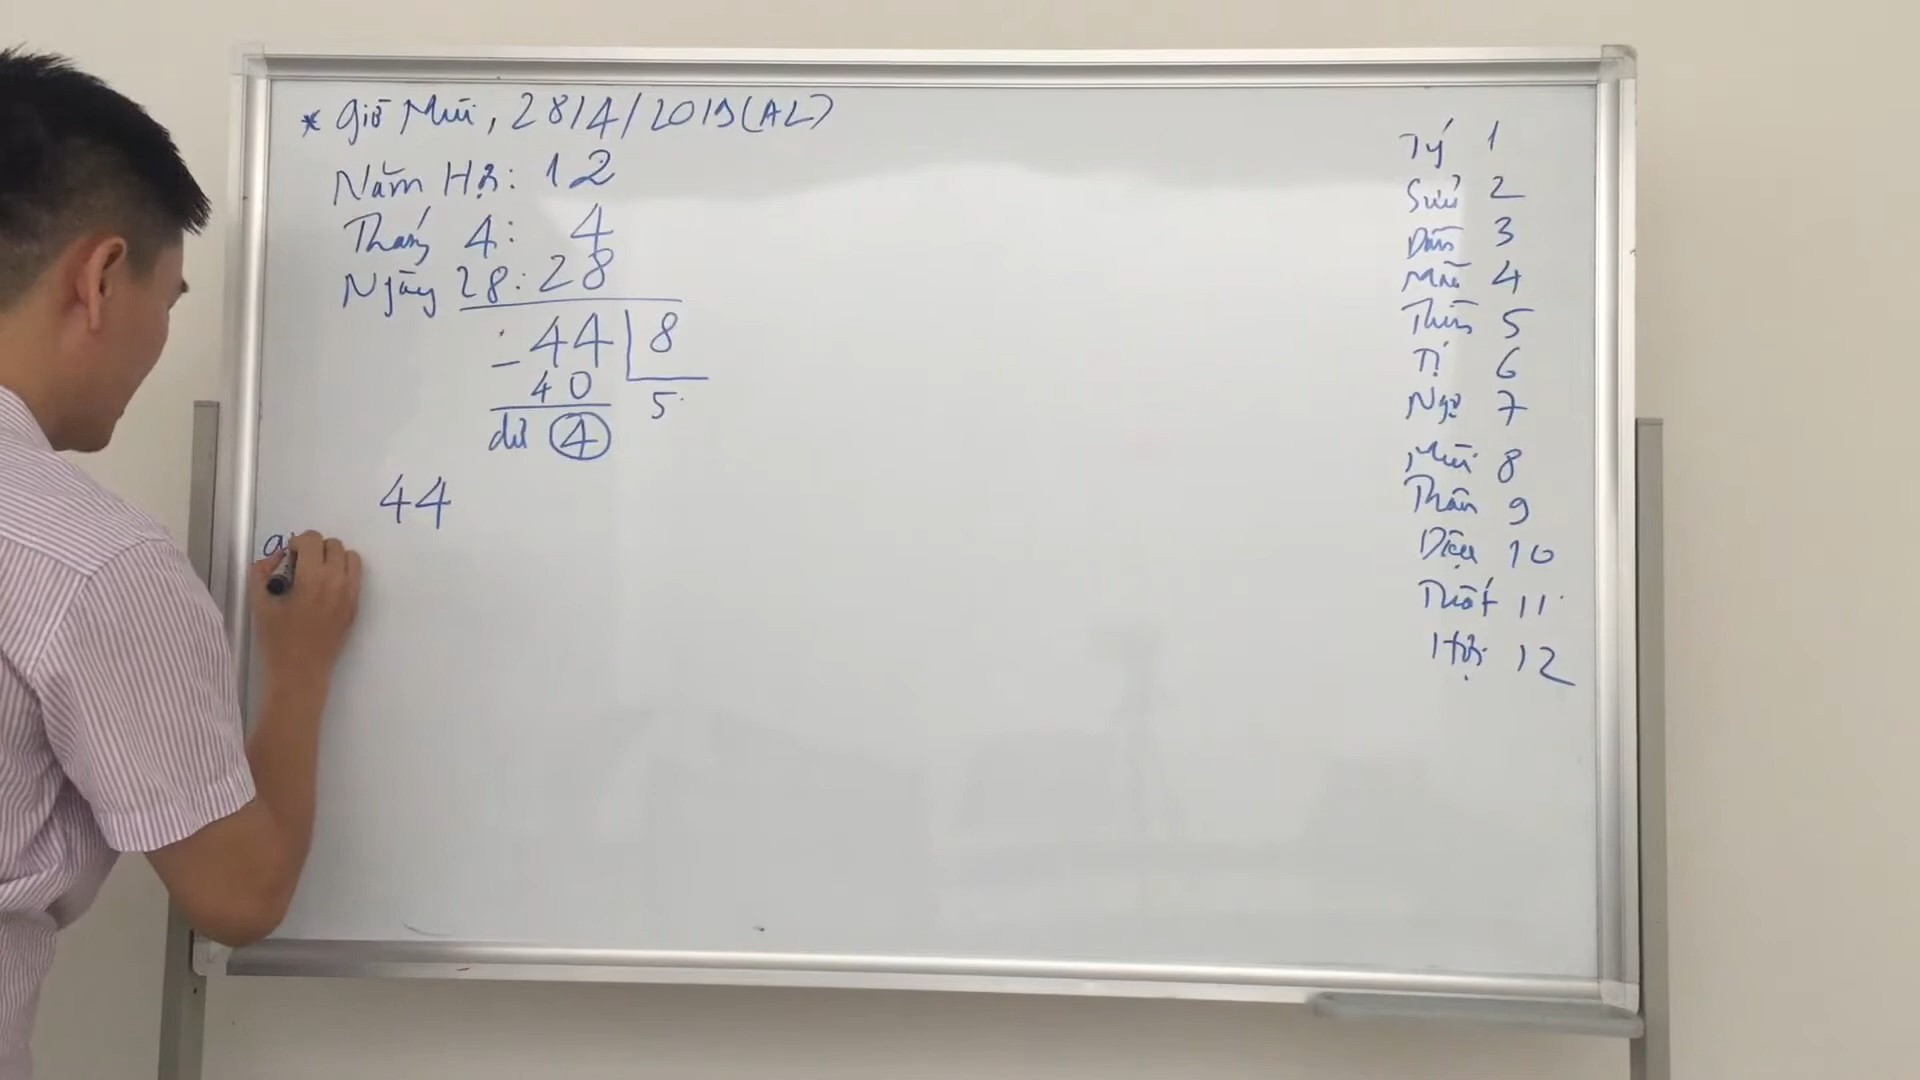 * Giờ Mùi, 28/4/2019 (AL)
Năm Hợi: 12
Tháng 4: 4
Ngày 28: 28
- 44 8
40 5
dư 4
44
Tý 1
Sửu 2
Dần 3
Mão 4
Thìn 5
Tị 6
Ngọ 7
Mùi 8
Thân 9
Dậu 10
Tuất 11
Hợi 12